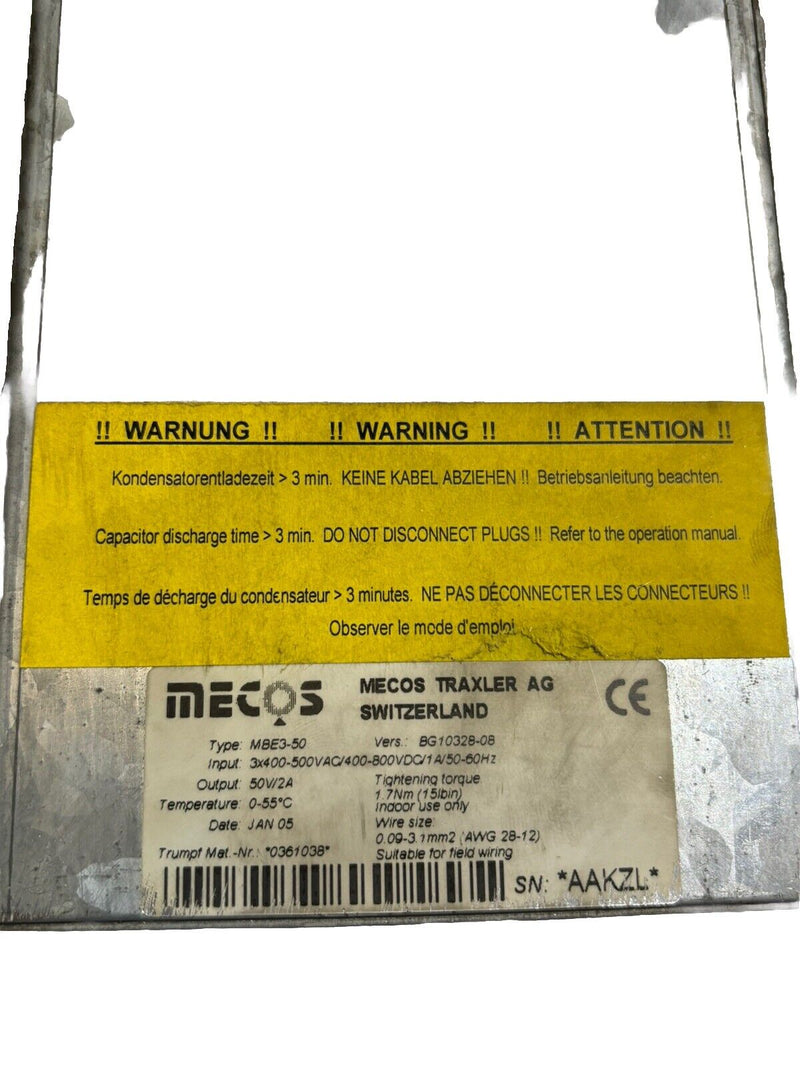 !! WARNUNG !! !! WARNING !! !! ATTENTION !!
Kondensatorentladezeit > 3 min. KEINE KABEL ABZIEHEN !! Betriebsanleitung beachten.
Capacitor discharge time > 3 min. DO NOT DISCONNECT PLUGS !! Refer to the operation manual.
Temps de décharge du condensateur > 3 minutes. NE PAS DÉCONNECTER LES CONNECTEURS !!
Observer le mode d'emploi
MECOS
MECOS TRAXLER AG
SWITZERLAND
CE
Type: MBE3-50 Vers.: BG10328-08
Input: 3x400-500VAC/400-800VDC/1A/50-60Hz
Output: 50V/2A Tightening torque
1.7Nm (15lbin)
Temperature: 0-55°C Indoor use only
Date: JAN 05 Wire size:
0.09-3.1mm2 (AWG 28-12)
Trumpf Mat.-Nr.: *0361038* Suitable for field wiring
SN: *AAKZL*